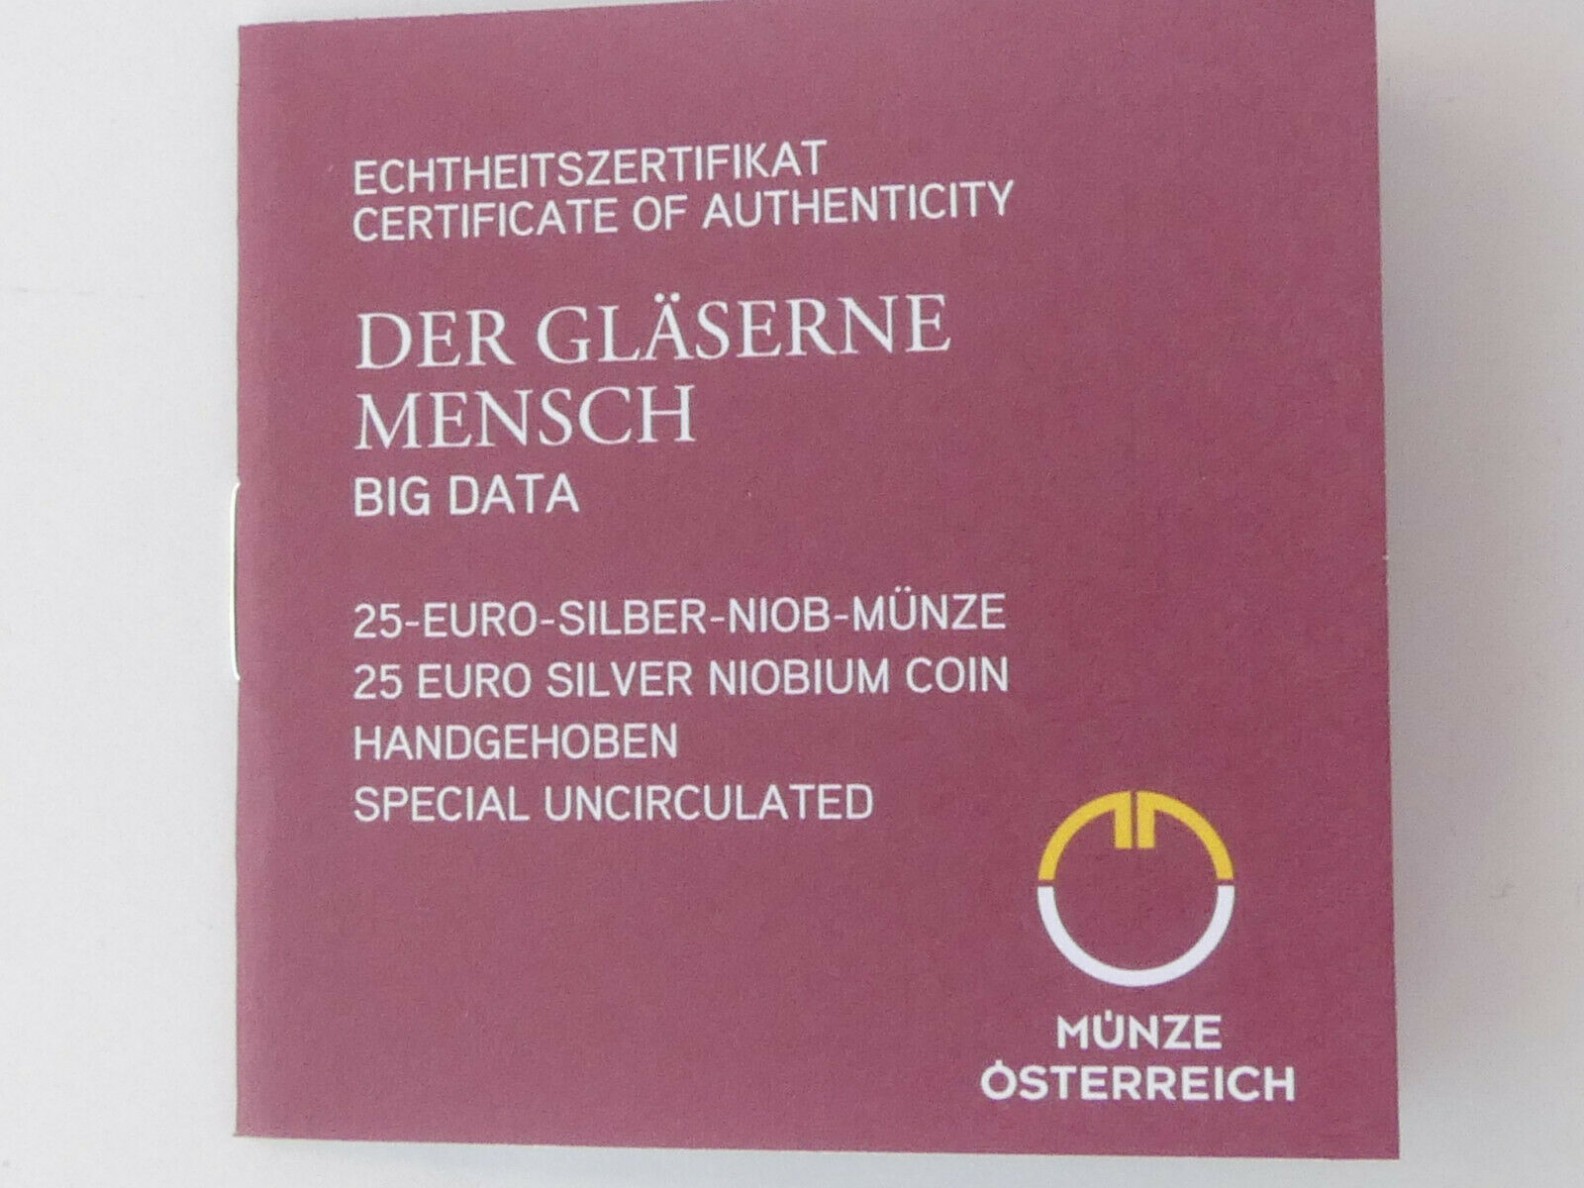 ECHTHEITSZERTIFIKAT
CERTIFICATE OF AUTHENTICITY
DER GLÄSERNE
MENSCH
BIG DATA
25-EURO-SILBER-NIOB-MÜNZE
25 EURO SILVER NIOBIUM COIN
HANDGEHOBEN
SPECIAL UNCIRCULATED
MÜNZE
ÖSTERREICH